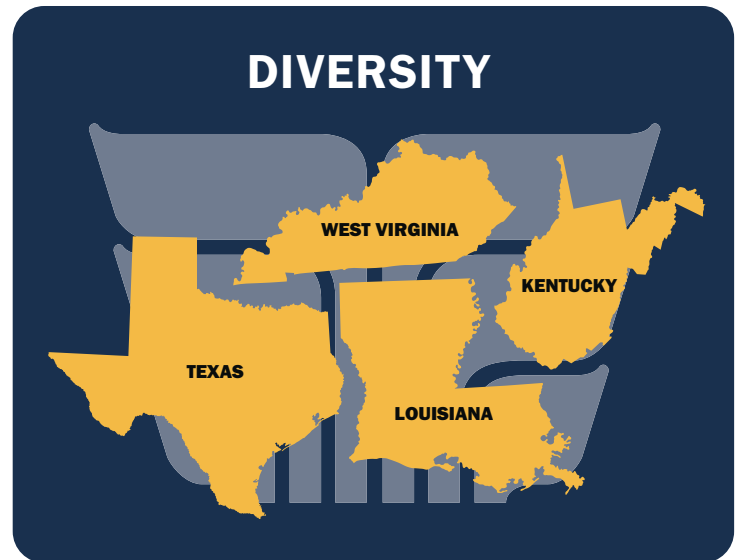 DIVERSITY
WEST VIRGINIA
KENTUCKY
TEXAS
LOUISIANA